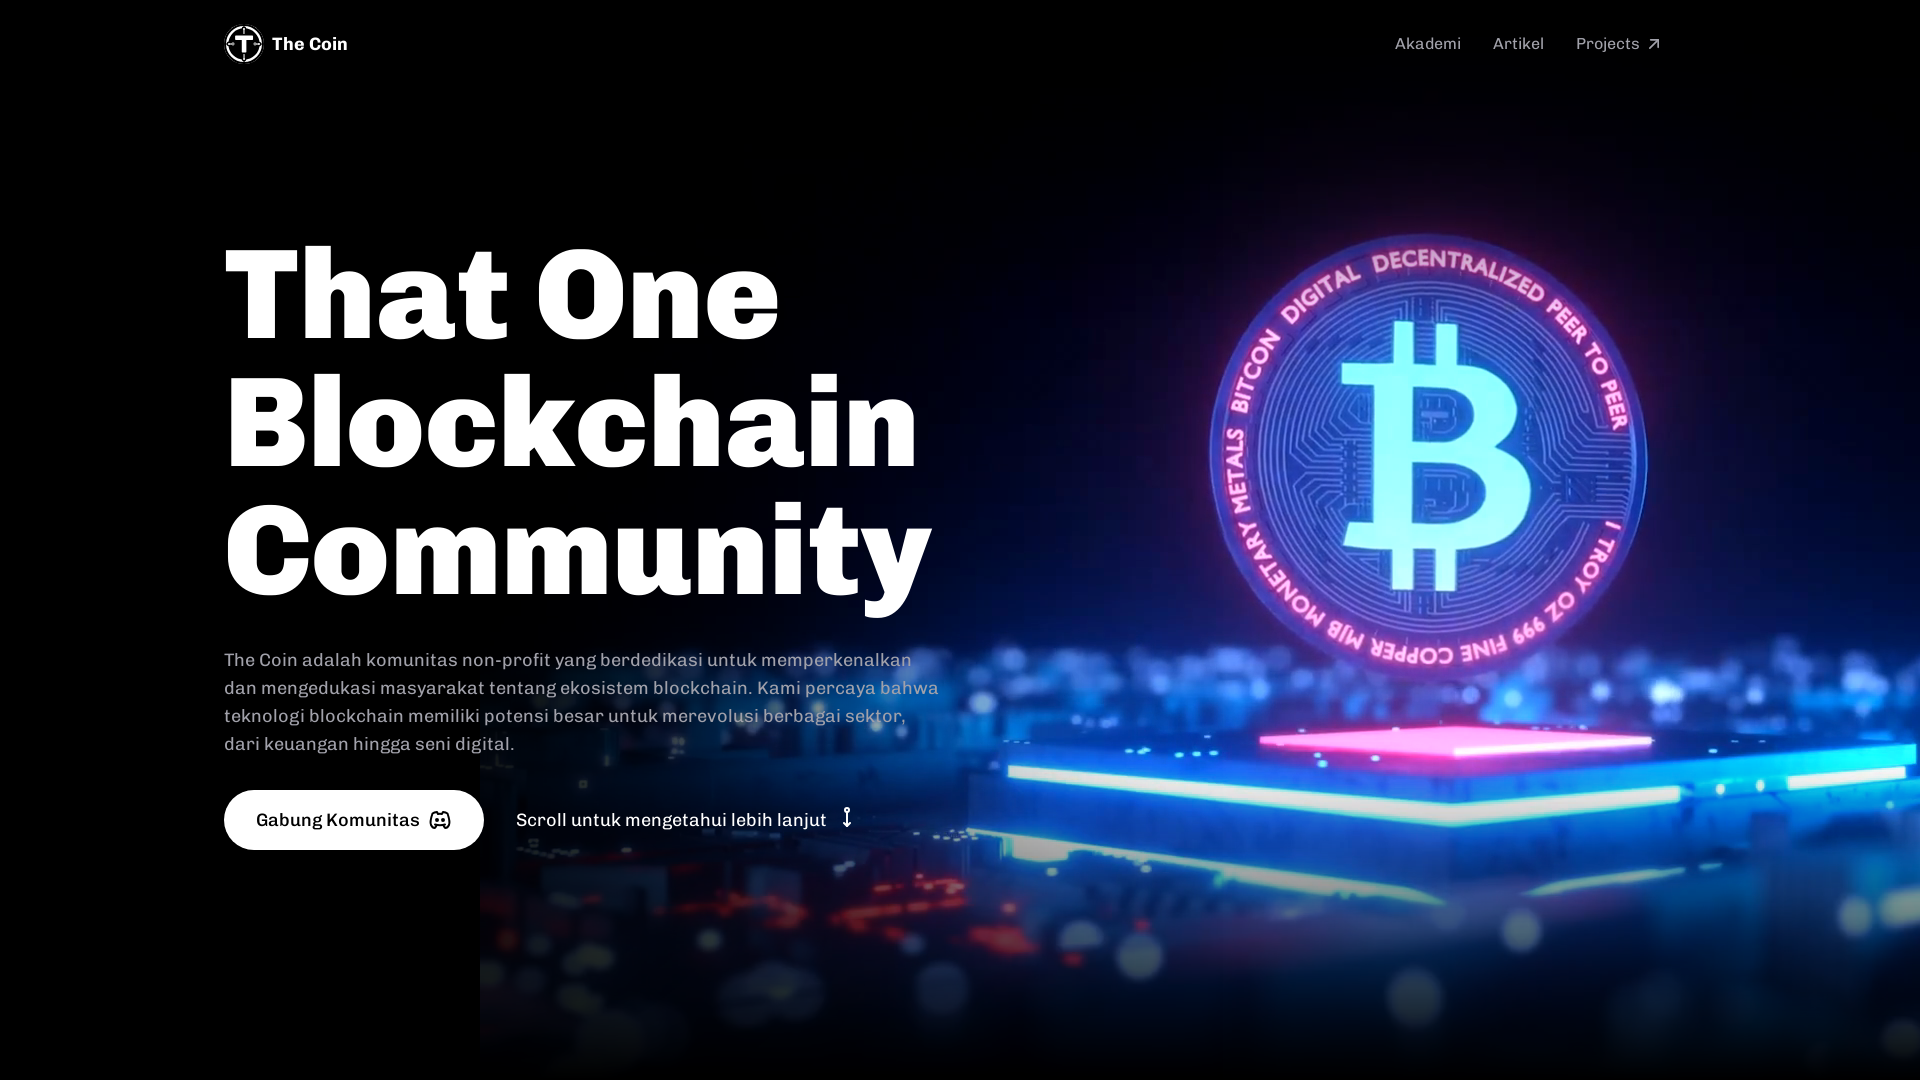 The Coin
Akademi
Artikel
Projects
That One
Blockchain
Community
The Coin adalah komunitas non-profit yang berdedikasi untuk memperkenalkan
dan mengedukasi masyarakat tentang ekosistem blockchain. Kami percaya bahwa
teknologi blockchain memiliki potensi besar untuk merevolusi berbagai sektor,
dari keuangan hingga seni digital.
Gabung Komunitas
Scroll untuk mengetahui lebih lanjut
BITCON DIGITAL DECENTRALIZED PEER TO PEER
1 TROY OZ 999 FINE COPPER MJB MONETARY METALS